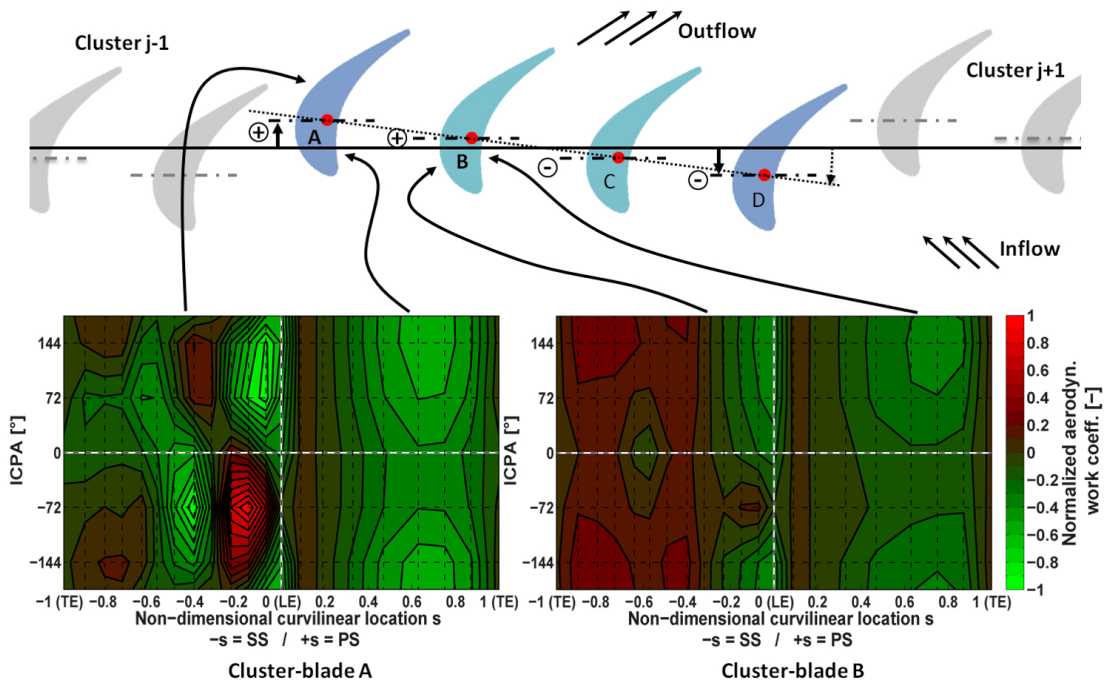 Cluster j-1
Outflow
Cluster j+1
+
A
+
B
−
C
−
D
Inflow
ICPA [°]
144
72
0
−72
−144
−1 (TE) −0.8 −0.6 −0.4 −0.2 0 (LE) 0.2 0.4 0.6 0.8 1 (TE)
Non−dimensional curvilinear location s
−s = SS / +s = PS
Cluster-blade A
ICPA [°]
144
72
0
−72
−144
−1 (TE) −0.8 −0.6 −0.4 −0.2 0 (LE) 0.2 0.4 0.6 0.8 1 (TE)
Non−dimensional curvilinear location s
−s = SS / +s = PS
Cluster-blade B
1
0.8
0.6
0.4
0.2
0
−0.2
−0.4
−0.6
−0.8
−1
Normalized aerodyn.
work coeff. [−]